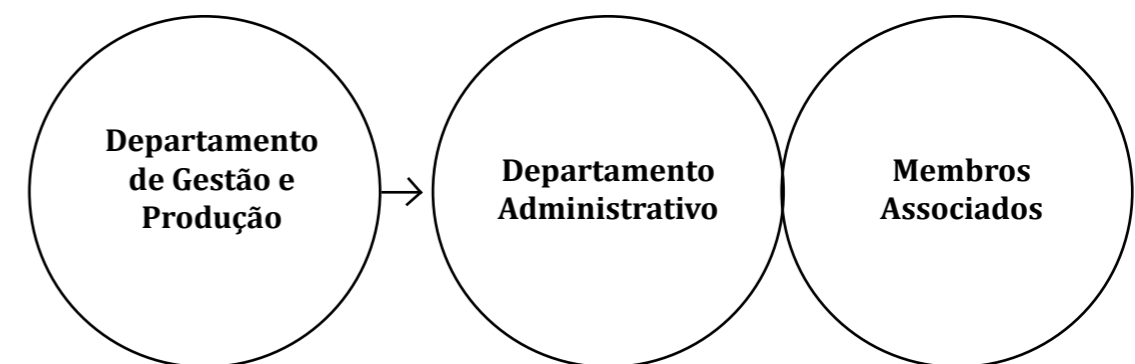 Departamento
de Gestão e
Produção
Departamento
Administrativo
Membros
Associados